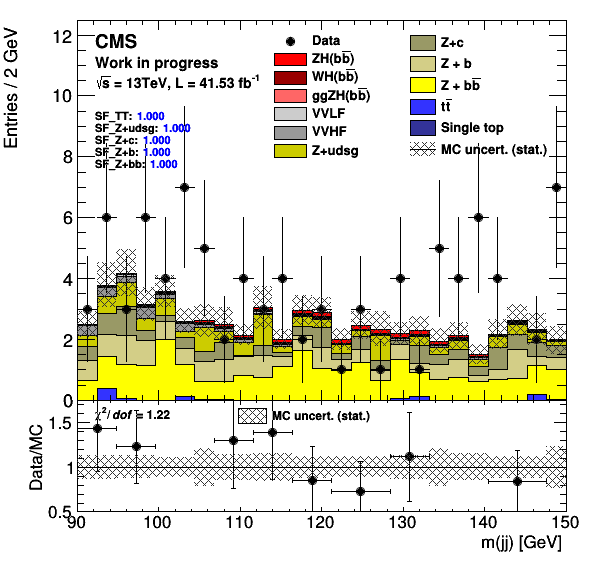 CMS
Work in progress
√s = 13TeV, L = 41.53 fb⁻¹
SF_TT: 1.000
SF_Z+udsg: 1.000
SF_Z+c: 1.000
SF_Z+b: 1.000
SF_Z+bb: 1.000
Data
ZH(bb̅)
WH(bb̅)
ggZH(bb̅)
VVLF
VVHF
Z+udsg
Z+c
Z + b
Z + bb̅
tt̅
Single top
MC uncert. (stat.)
Entries / 2 GeV
12
10
8
6
4
2
0
χ²/dof = 1.22
MC uncert. (stat.)
Data/MC
1.5
1
0.5
90 100 110 120 130 140 150
m(jj) [GeV]